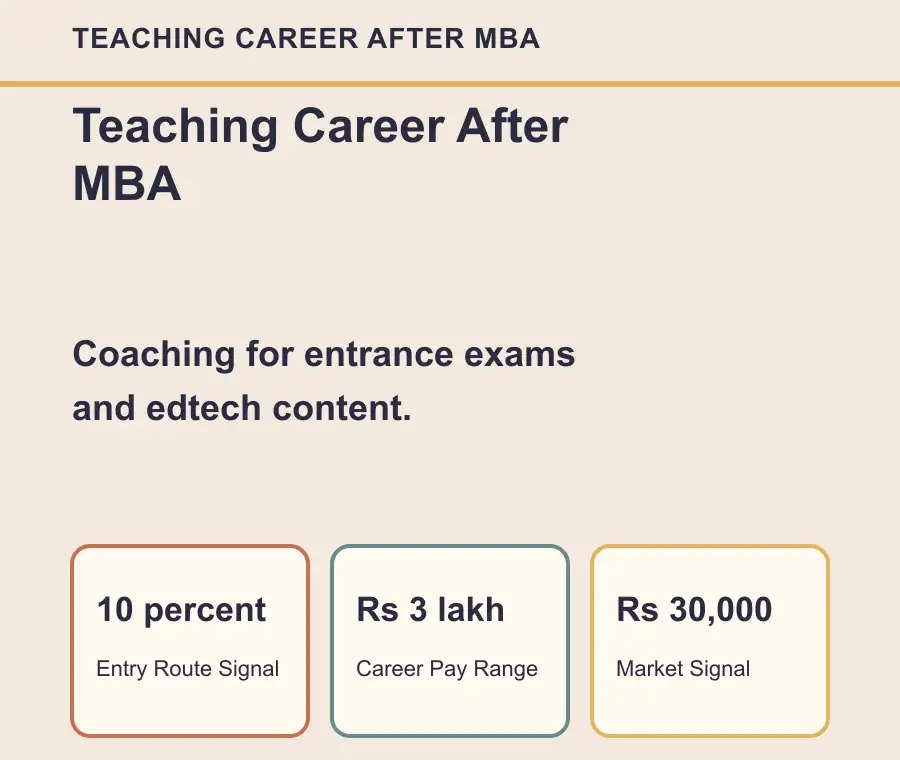 TEACHING CAREER AFTER MBA
Teaching Career After
MBA
Coaching for entrance exams
and edtech content.
10 percent
Entry Route Signal
Rs 3 lakh
Career Pay Range
Rs 30,000
Market Signal